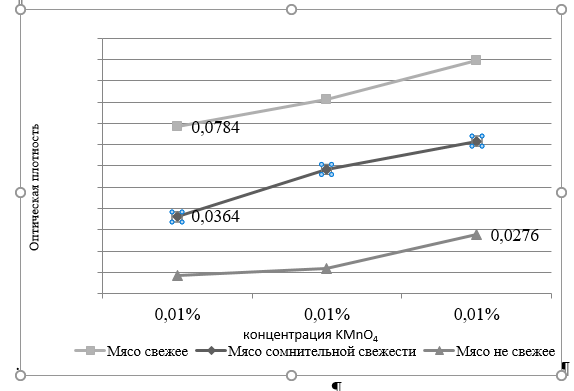 Оптическая плотность
0,0784
0,0364
0,0276
0,01% 0,01% 0,01%
концентрация KMnO₄
Мясо свежее Мясо сомнительной свежести Мясо не свежее
¶
¶